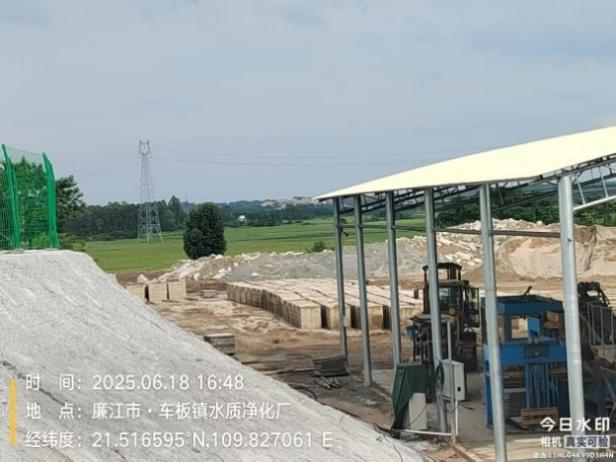 时　间：2025.06.18 16:48
地　点：廉江市·车板镇水质净化厂
经纬度：21.516595°N,109.827061°E
今日水印
相机 真实可验